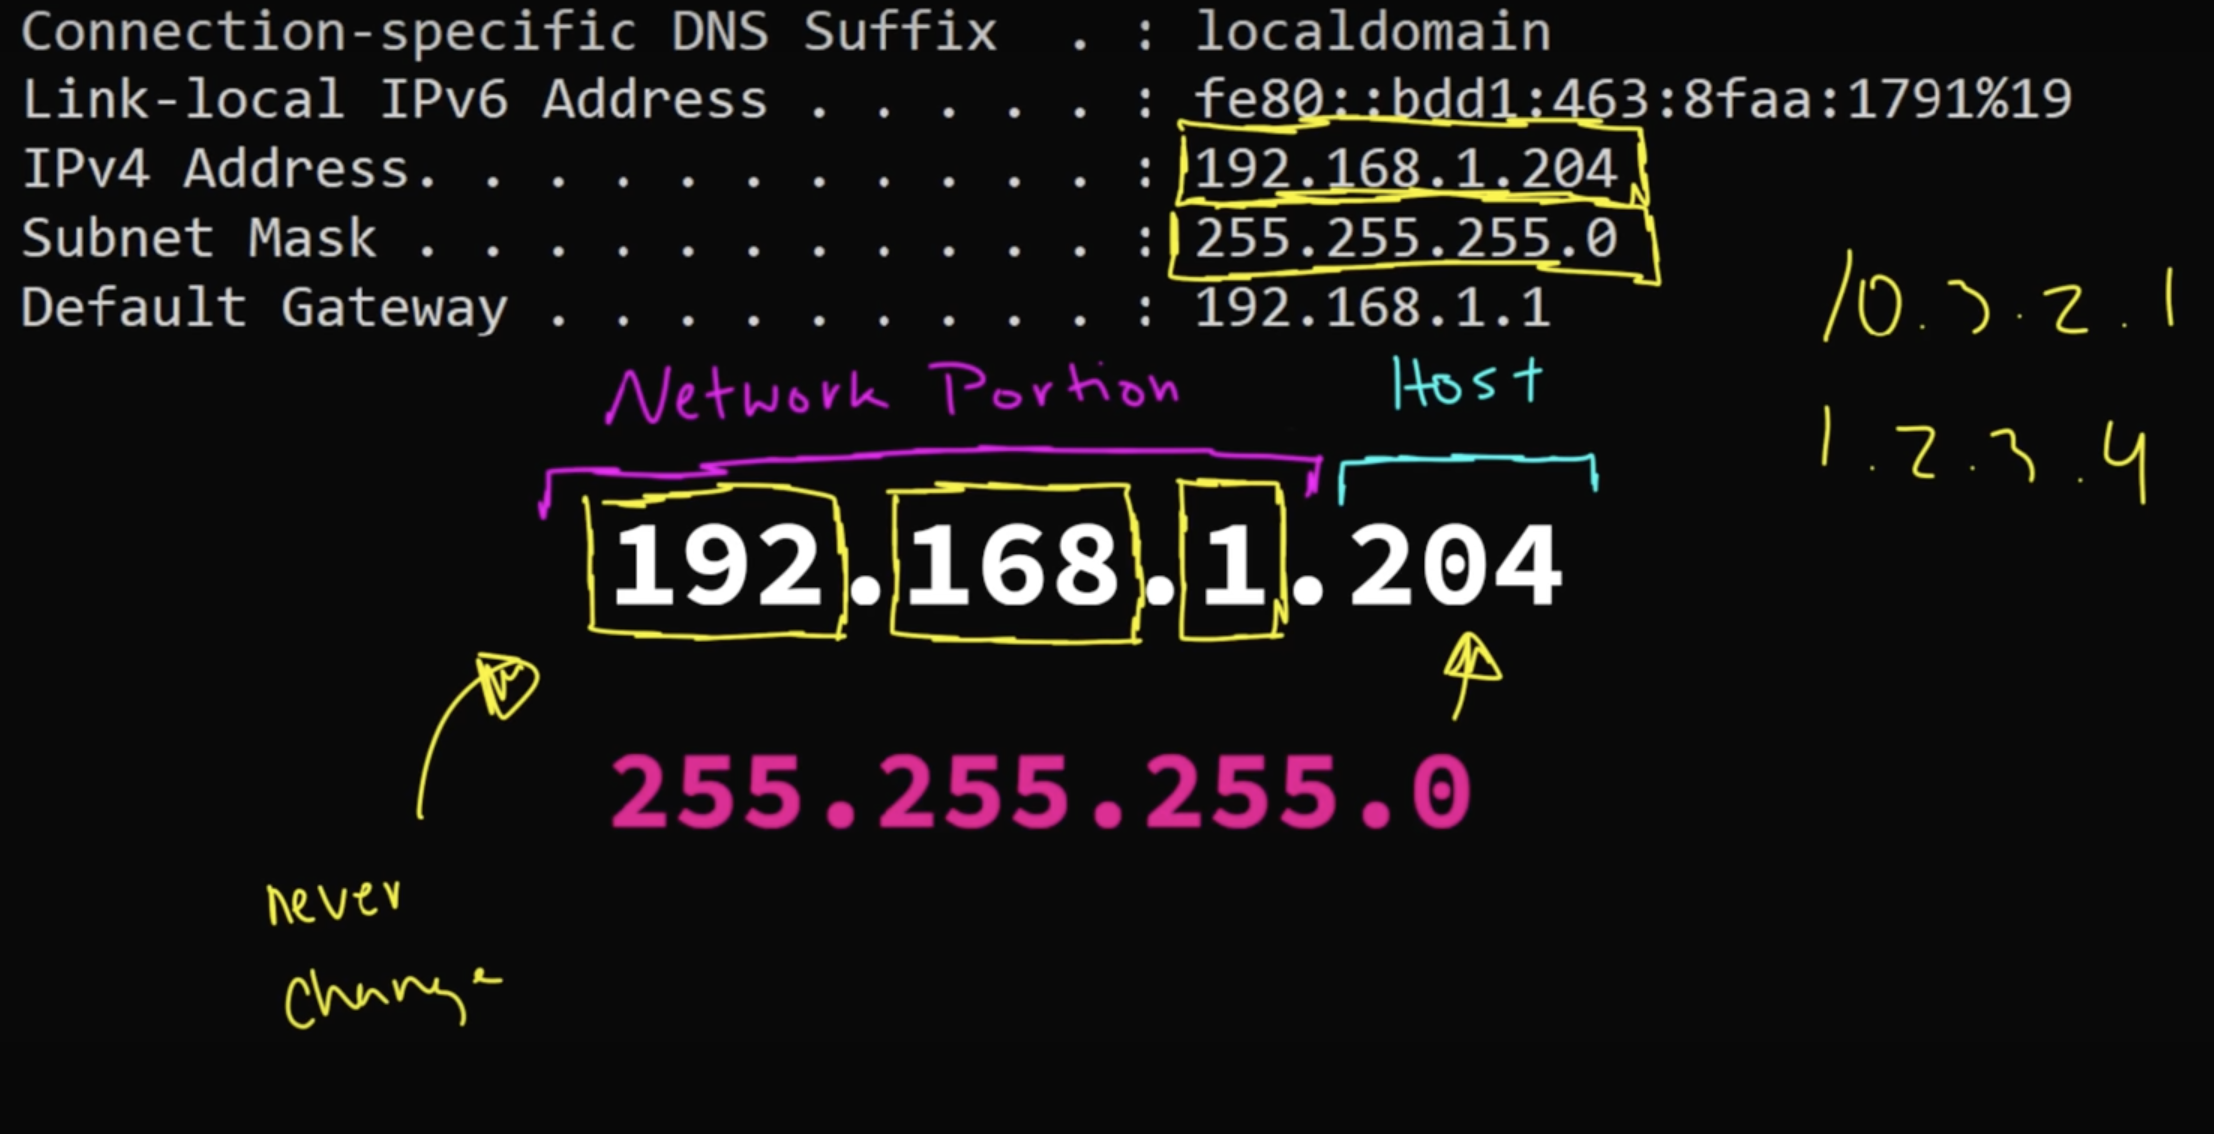 Connection-specific DNS Suffix  . : localdomain
Link-local IPv6 Address . . . . . : fe80::bdd1:463:8faa:1791%19
IPv4 Address. . . . . . . . . . . : 192.168.1.204
Subnet Mask . . . . . . . . . . . : 255.255.255.0
Default Gateway . . . . . . . . . : 192.168.1.1
10.3.2.1
Network Portion
Host
1.2.3.4
192.168.1.204
255.255.255.0
never
change